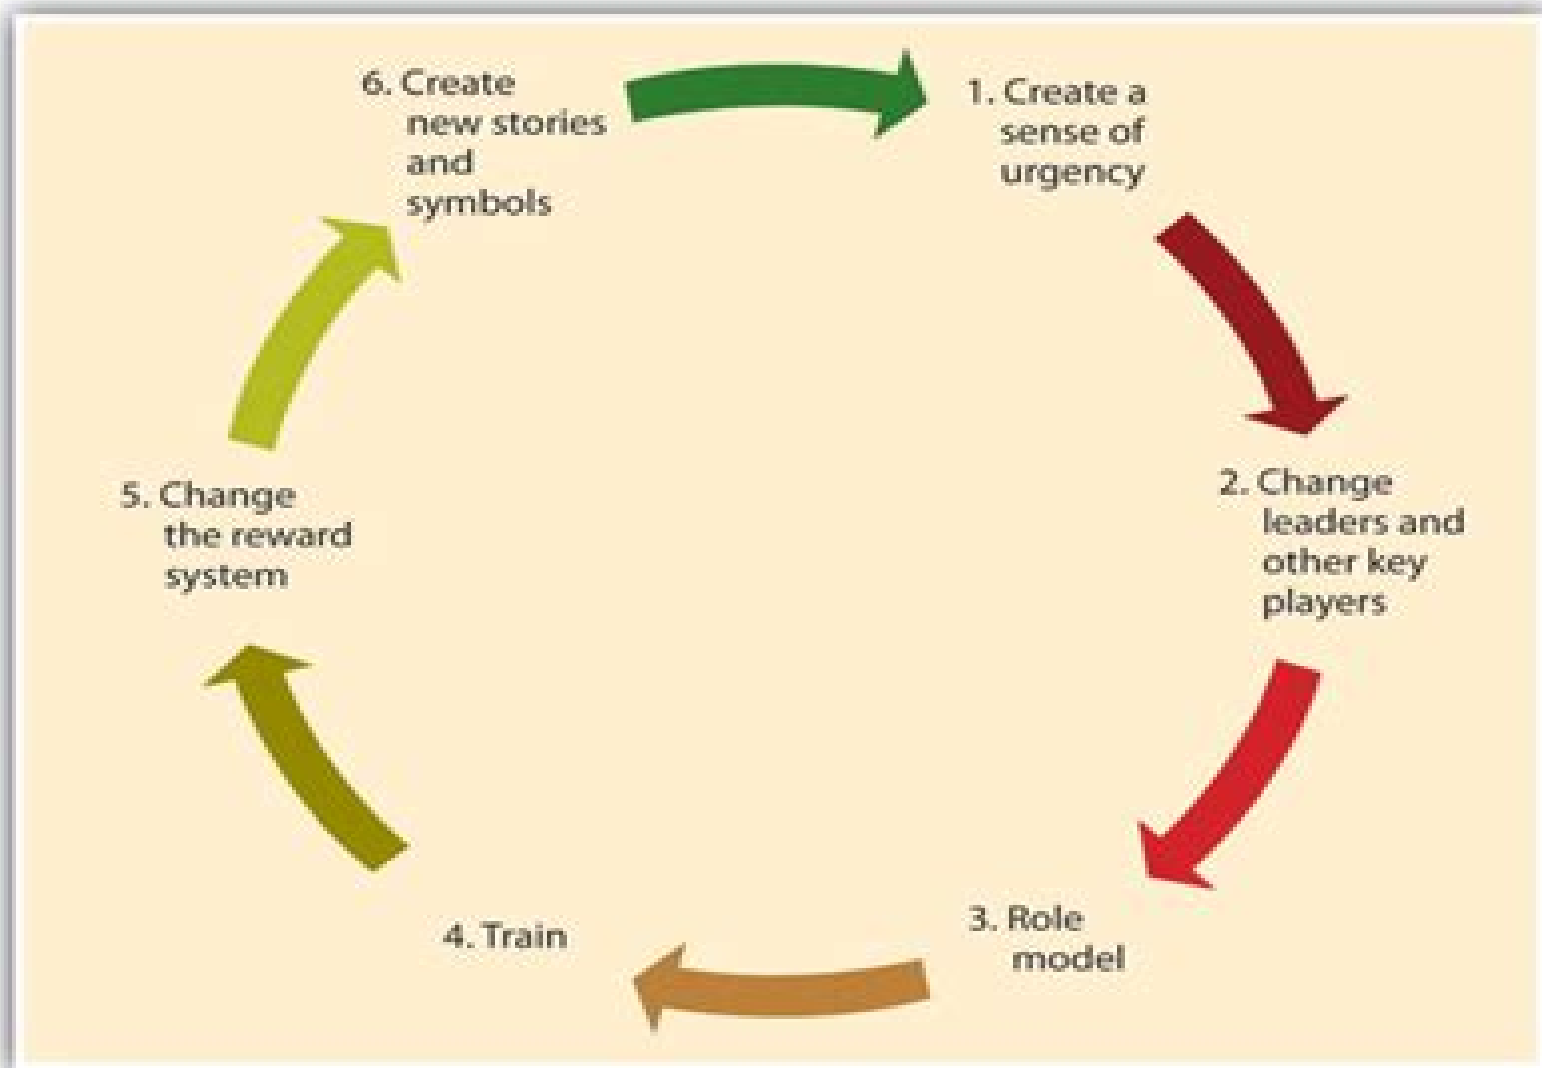 1. Create a
sense of
urgency
2. Change
leaders and
other key
players
3. Role
model
4. Train
5. Change
the reward
system
6. Create
new stories
and
symbols